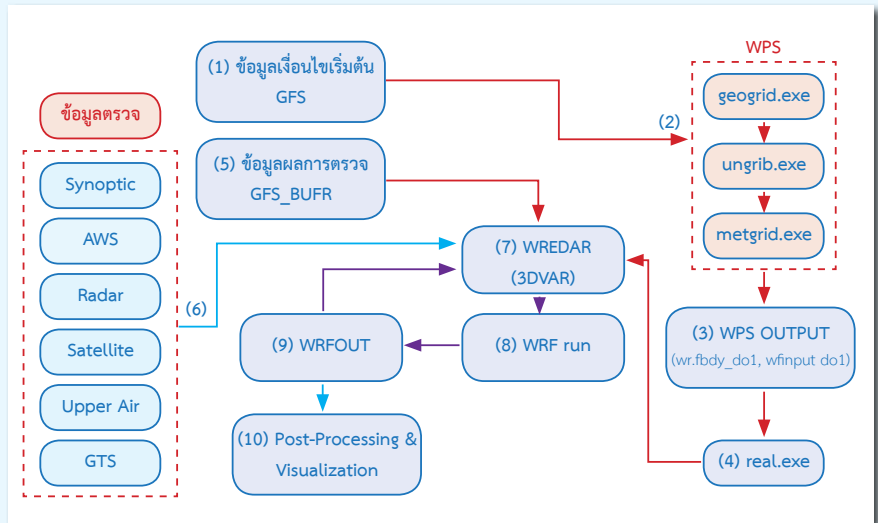 WPS
(1) ข้อมูลเงื่อนไขเริ่มต้น
GFS
geogrid.exe
ข้อมูลตรวจ
(2)
(5) ข้อมูลผลการตรวจ
GFS_BUFR
ungrib.exe
Synoptic
AWS
metgrid.exe
(7) WREDAR
(3DVAR)
Radar
(6)
Satellite
(9) WRFOUT
(8) WRF run
(3) WPS OUTPUT
(wr.fbdy_do1, wfinput do1)
Upper Air
(10) Post-Processing &
Visualization
GTS
(4) real.exe